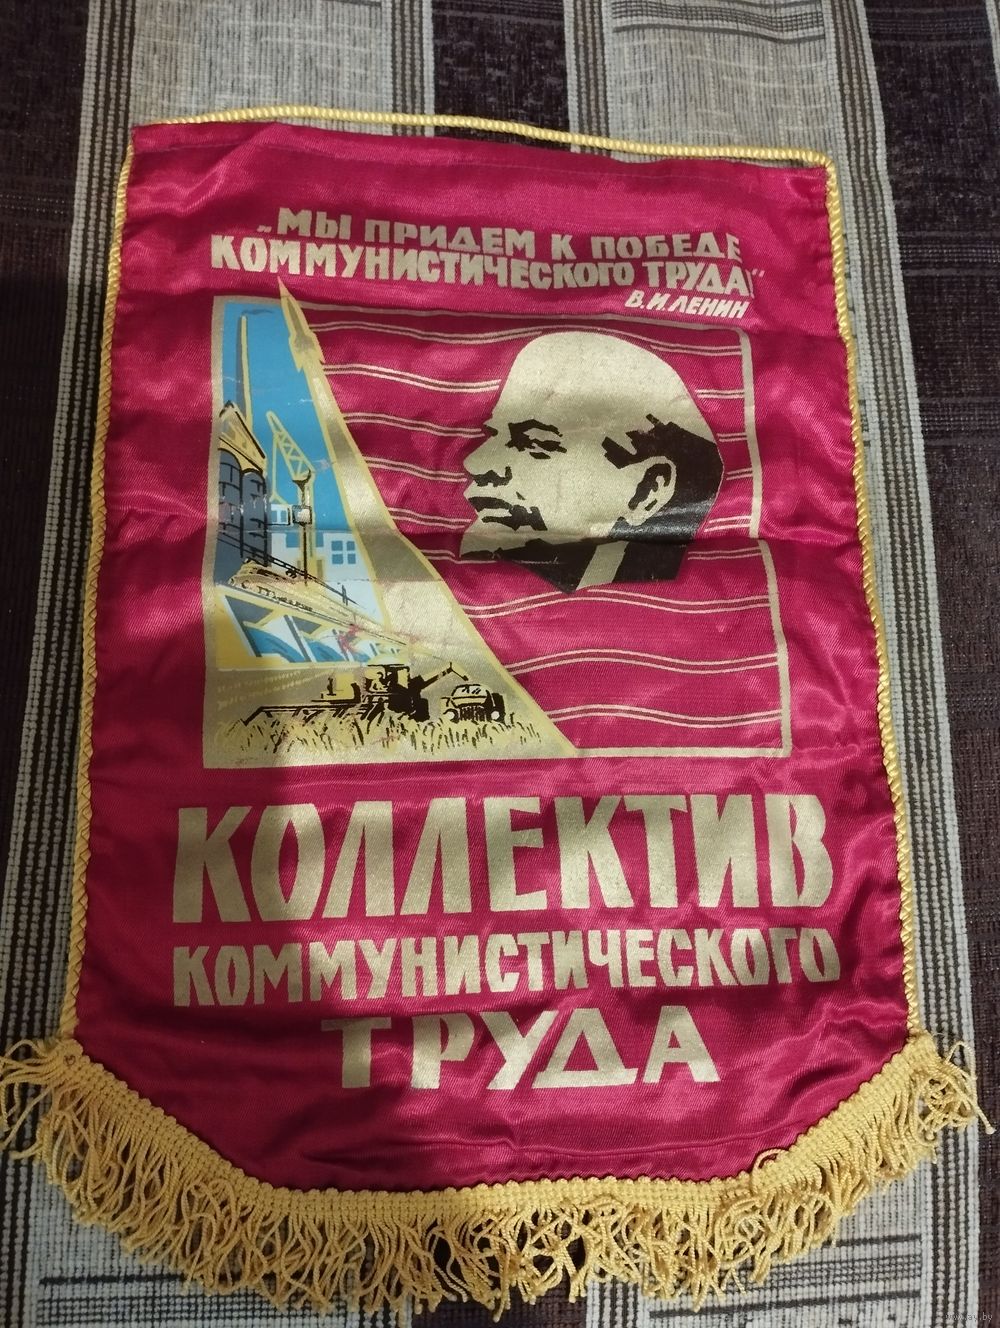 „МЫ ПРИДЕМ К ПОБЕДЕ
КОММУНИСТИЧЕСКОГО ТРУДА!“
В.И.ЛЕНИН
КОЛЛЕКТИВ
КОММУНИСТИЧЕСКОГО
ТРУДА